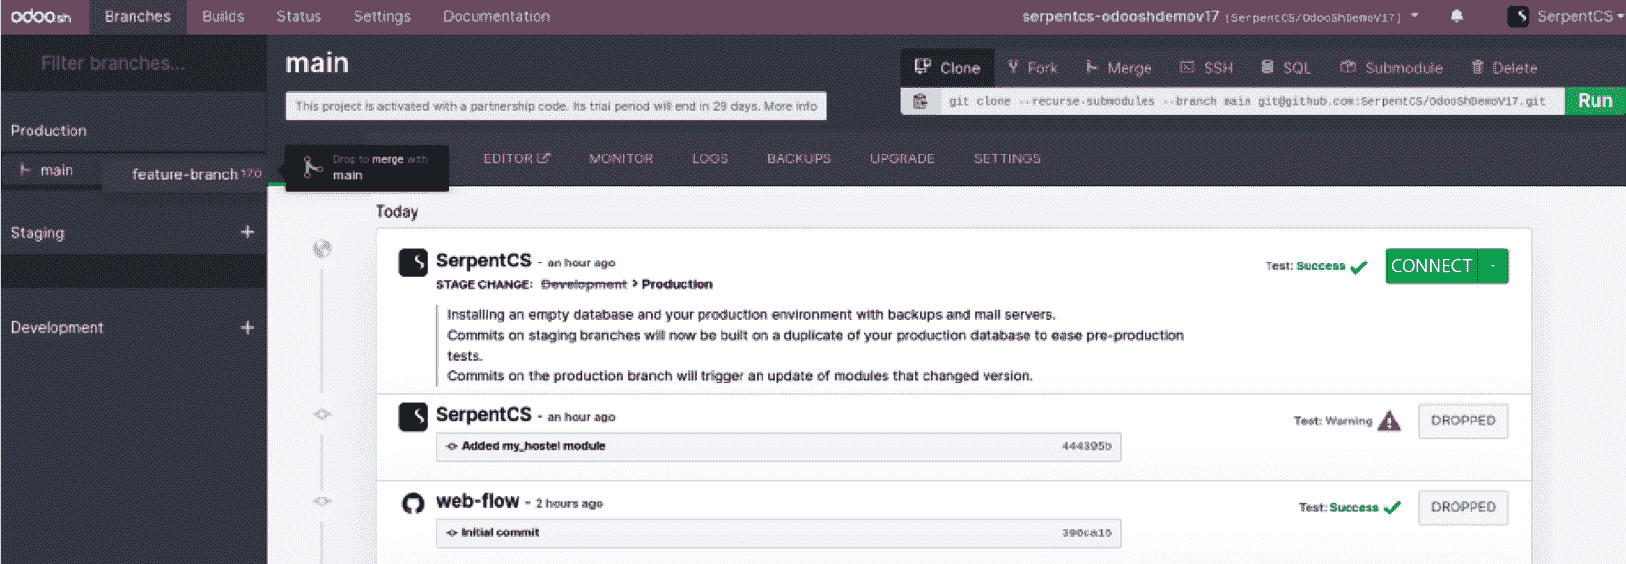 odoo.sh Branches Builds Status Settings Documentation serpentcs-odooshdemov17 (SerpentCS/OdooShDemoV17) SerpentCS
Filter branches...
main
Clone Fork Merge SSH SQL Submodule Delete
This project is activated with a partnership code. Its trial period will end in 29 days. More info
git clone --recurse-submodules --branch main git@github.com:SerpentCS/OdooShDemoV17.git Run
Production
main
feature-branch 17.0
Drop to merge with
main
EDITOR MONITOR LOGS BACKUPS UPGRADE SETTINGS
Staging +
Development +
Today
SerpentCS - an hour ago
Test: Success CONNECT
STAGE CHANGE: Development > Production
Installing an empty database and your production environment with backups and mail servers.
Commits on staging branches will now be built on a duplicate of your production database to ease pre-production
tests.
Commits on the production branch will trigger an update of modules that changed version.
SerpentCS - an hour ago
Test: Warning DROPPED
Added my_hostel module 444395b
web-flow - 2 hours ago
Test: Success DROPPED
Initial commit 390ca16